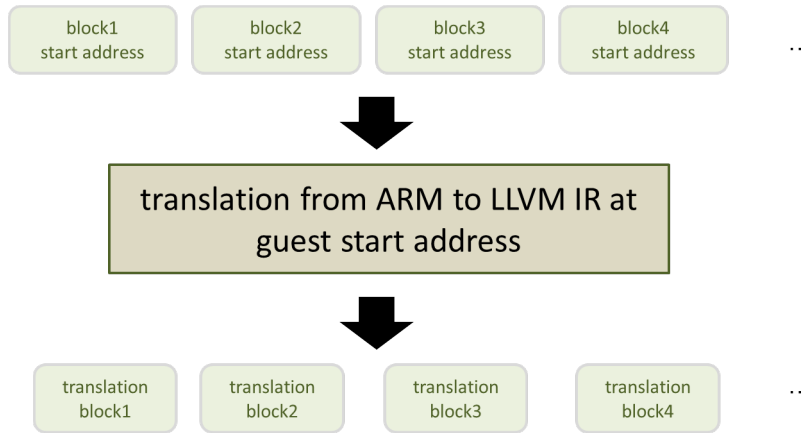 block1
start address
block2
start address
block3
start address
block4
start address
..
translation from ARM to LLVM IR at
guest start address
translation
block1
translation
block2
translation
block3
translation
block4
..